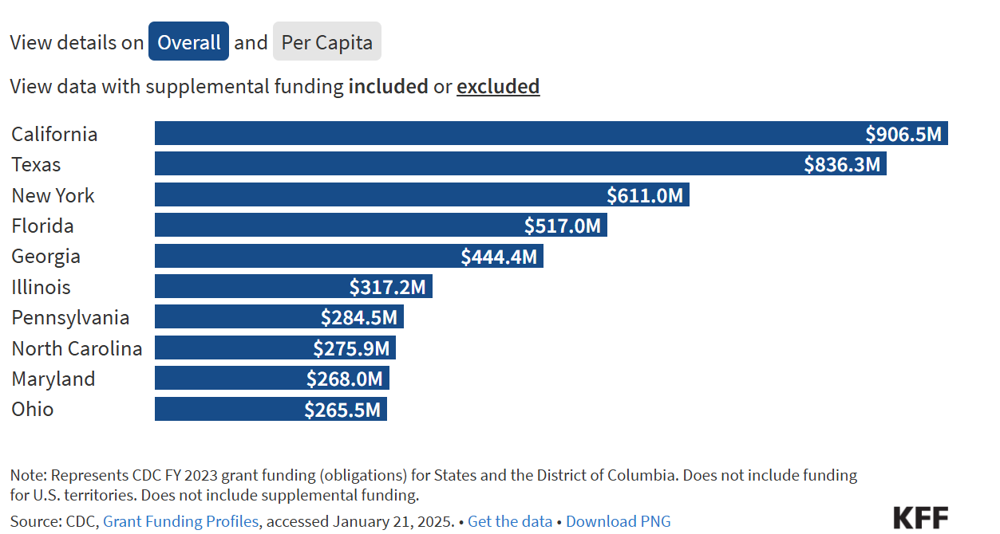 View details on Overall and Per Capita
View data with supplemental funding included or excluded
California $906.5M
Texas $836.3M
New York $611.0M
Florida $517.0M
Georgia $444.4M
Illinois $317.2M
Pennsylvania $284.5M
North Carolina $275.9M
Maryland $268.0M
Ohio $265.5M
Note: Represents CDC FY 2023 grant funding (obligations) for States and the District of Columbia. Does not include funding
for U.S. territories. Does not include supplemental funding.
Source: CDC, Grant Funding Profiles, accessed January 21, 2025. • Get the data • Download PNG
KFF